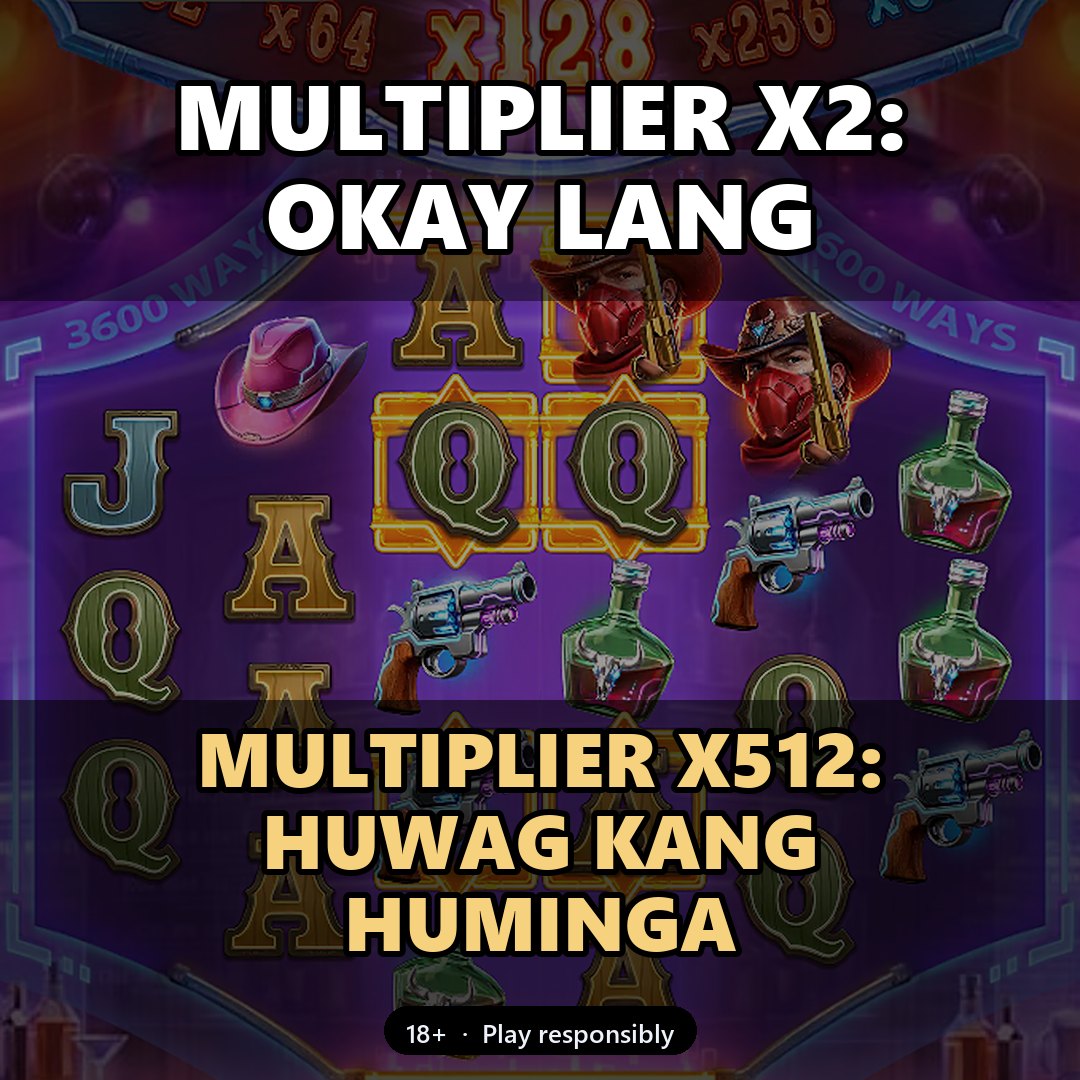 x64 x128 x256
MULTIPLIER X2:
OKAY LANG
3600 WAYS
3600 WAYS
A
J
Q Q
A
Q
A
Q
MULTIPLIER X512:
HUWAG KANG
HUMINGA
Q
A
Q
A
A
18+ · Play responsibly